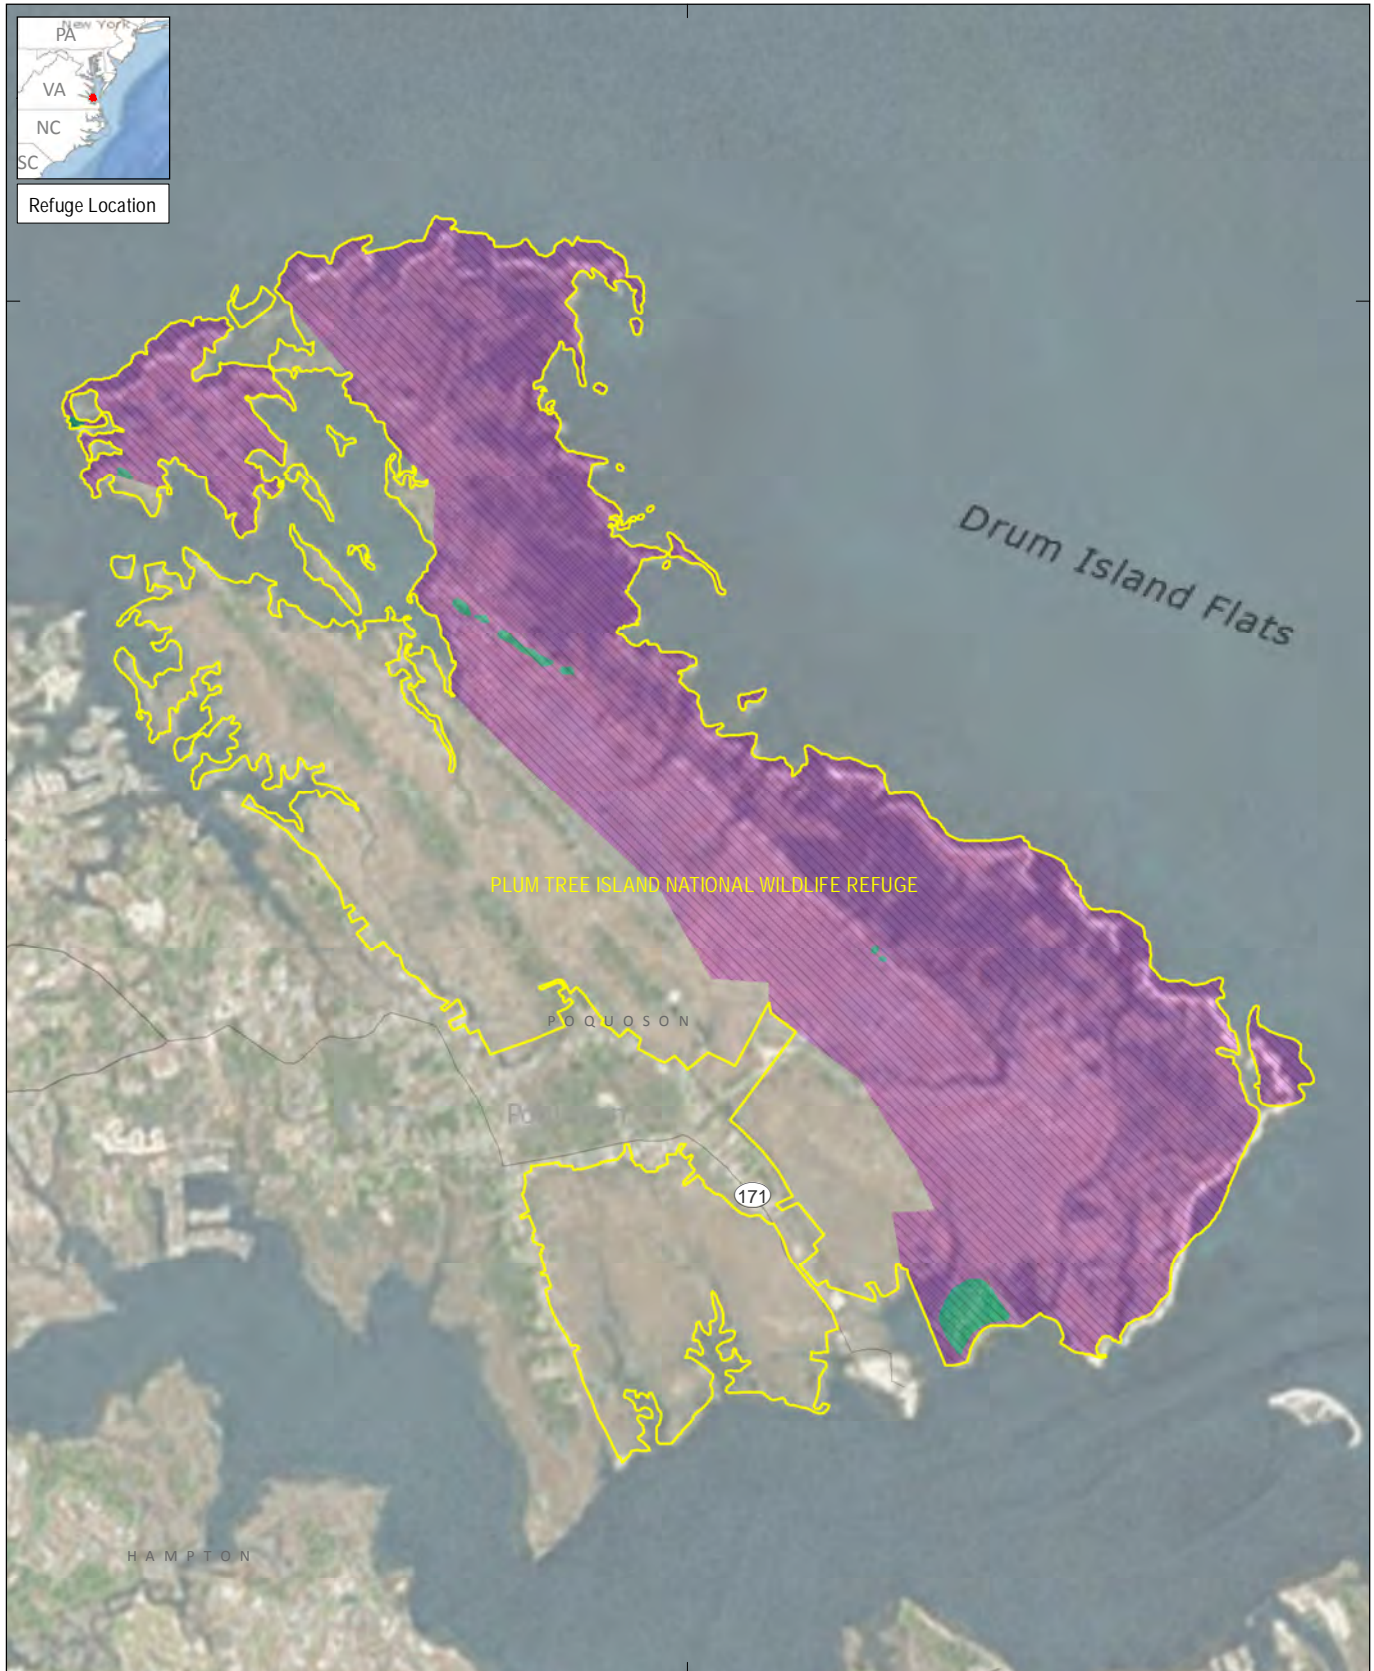 New York
PA
VA
NC
SC
Refuge Location
Drum Island Flats
PLUM TREE ISLAND NATIONAL WILDLIFE REFUGE
POQUOSON
171
HAMPTON